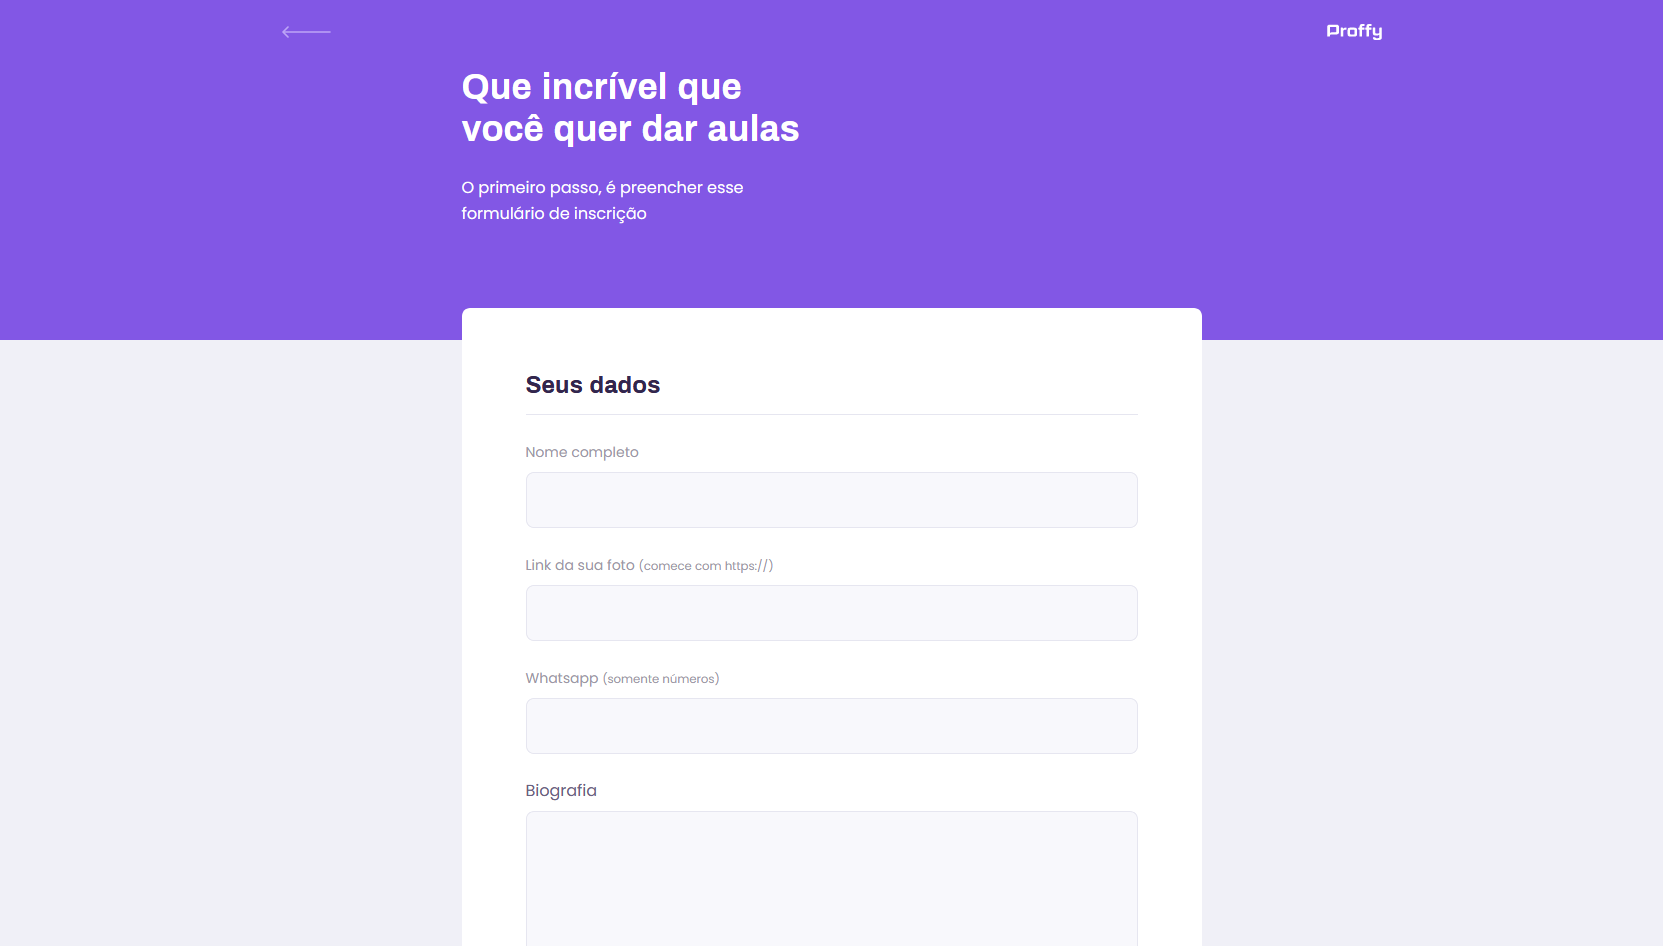 Proffy
Que incrível que
você quer dar aulas
O primeiro passo, é preencher esse
formulário de inscrição
Seus dados
Nome completo
Link da sua foto (comece com https://)
Whatsapp (somente números)
Biografia